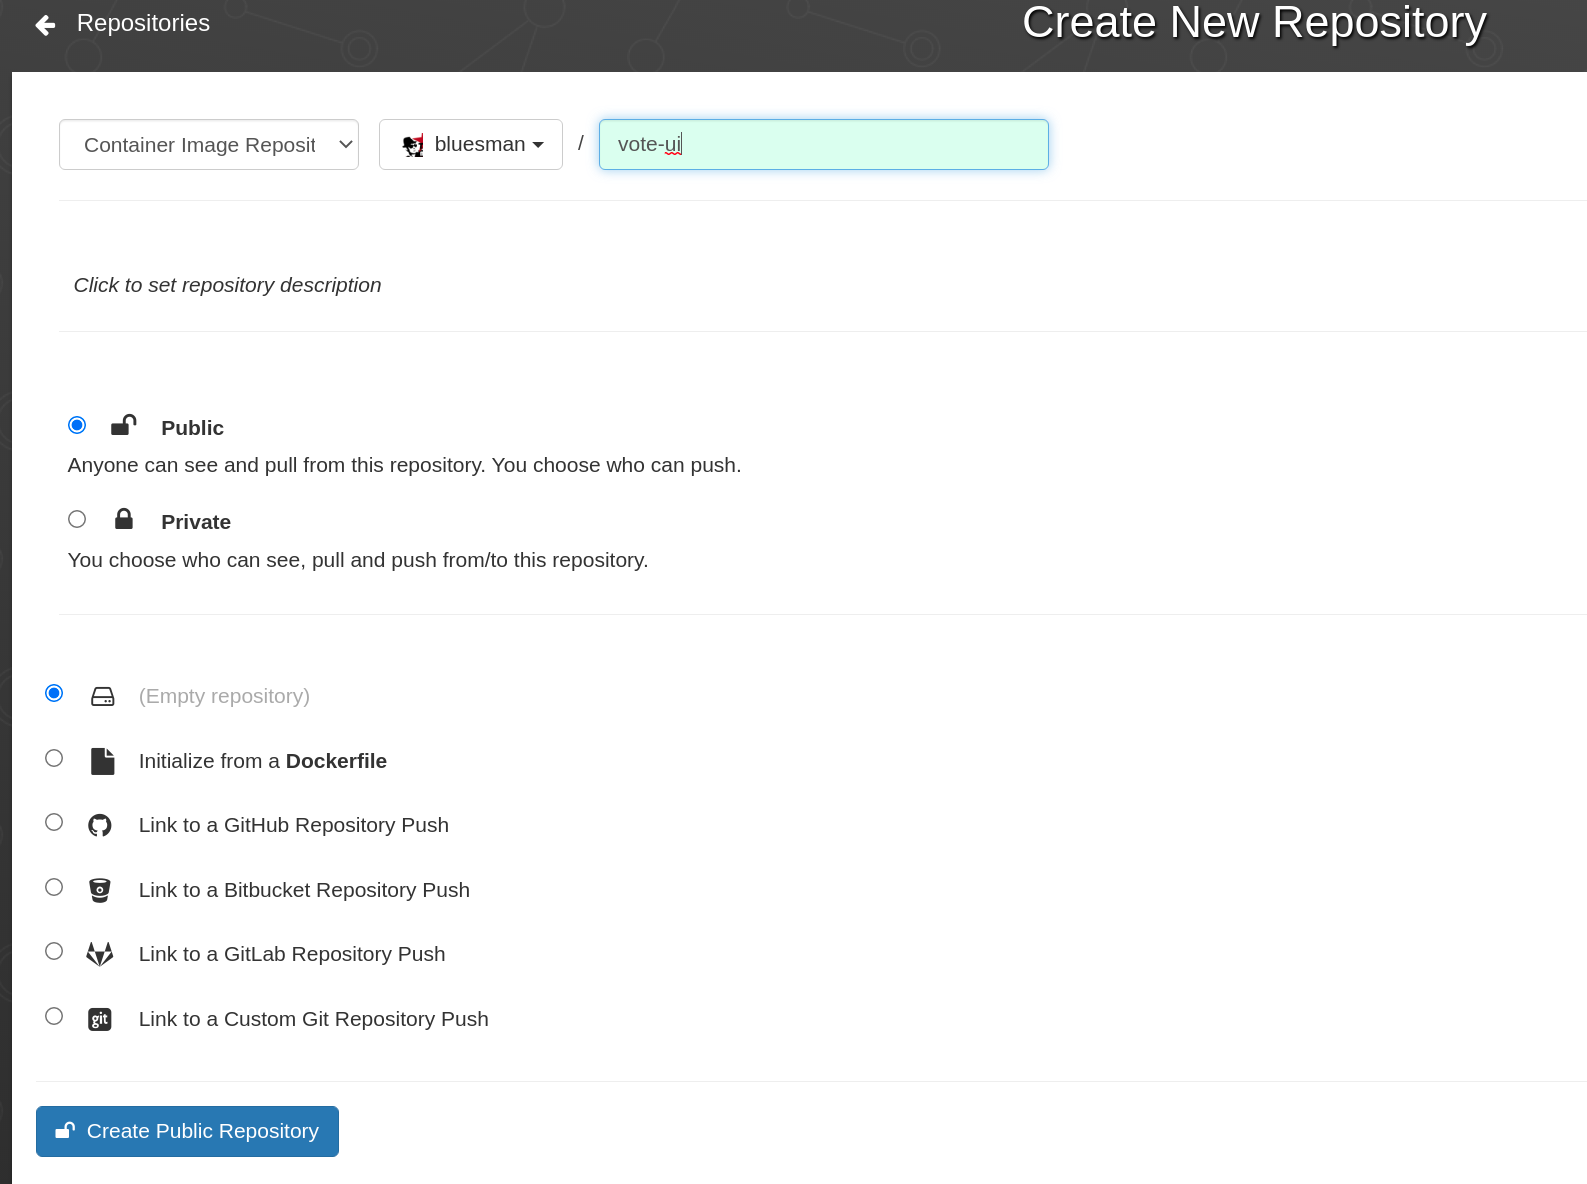 Repositories
Create New Repository
Container Image Reposit
bluesman / vote-ui
Click to set repository description
Public
Anyone can see and pull from this repository. You choose who can push.
Private
You choose who can see, pull and push from/to this repository.
(Empty repository)
Initialize from a Dockerfile
Link to a GitHub Repository Push
Link to a Bitbucket Repository Push
Link to a GitLab Repository Push
git Link to a Custom Git Repository Push
Create Public Repository